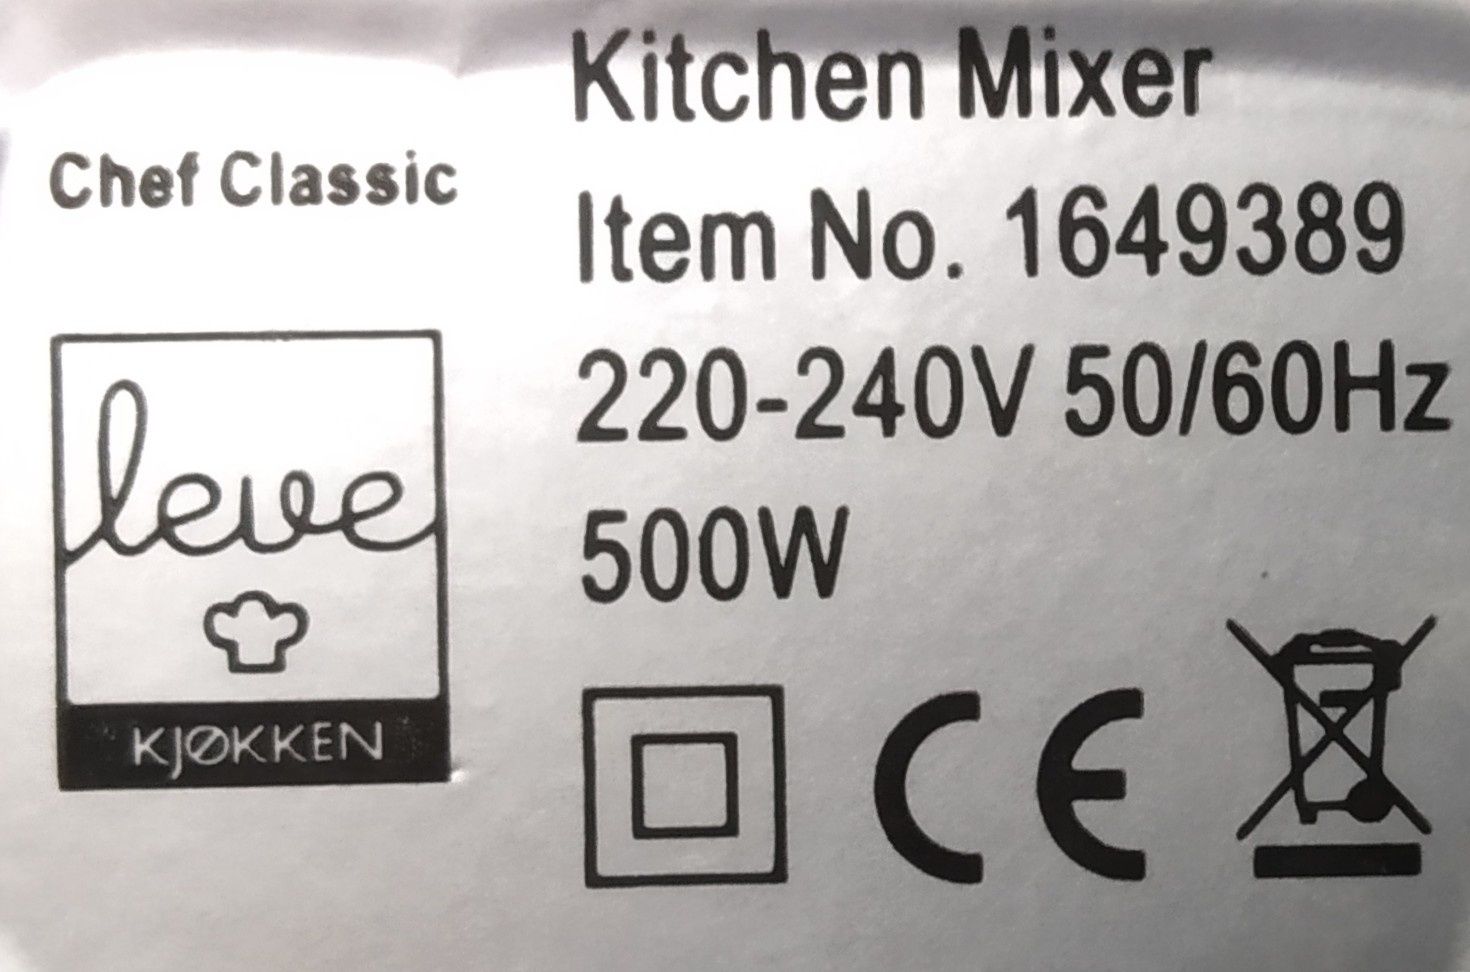 Chef Classic
leve
KJØKKEN
Kitchen Mixer
Item No. 1649389
220-240V 50/60Hz
500W
CE